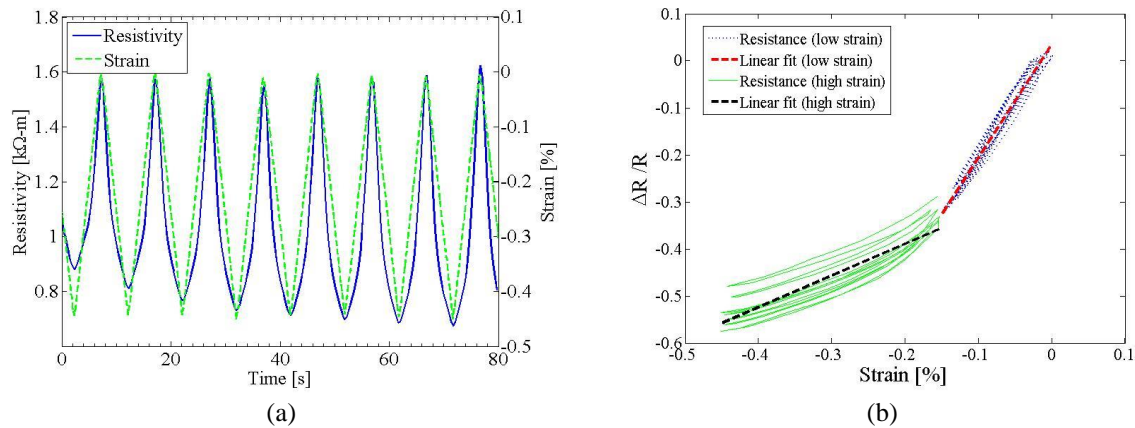 1.8
1.6
1.4
1.2
1
0.8
Resistivity [kΩ-m]
Resistivity
Strain
0.1
0
-0.1
-0.2
-0.3
-0.4
-0.5
Strain [%]
0
20
40
60
80
Time [s]
(a)
0.1
0
-0.1
-0.2
-0.3
-0.4
-0.5
-0.6
ΔR /R
Resistance (low strain)
Linear fit (low strain)
Resistance (high strain)
Linear fit (high strain)
-0.5
-0.4
-0.3
-0.2
-0.1
0
0.1
Strain [%]
(b)